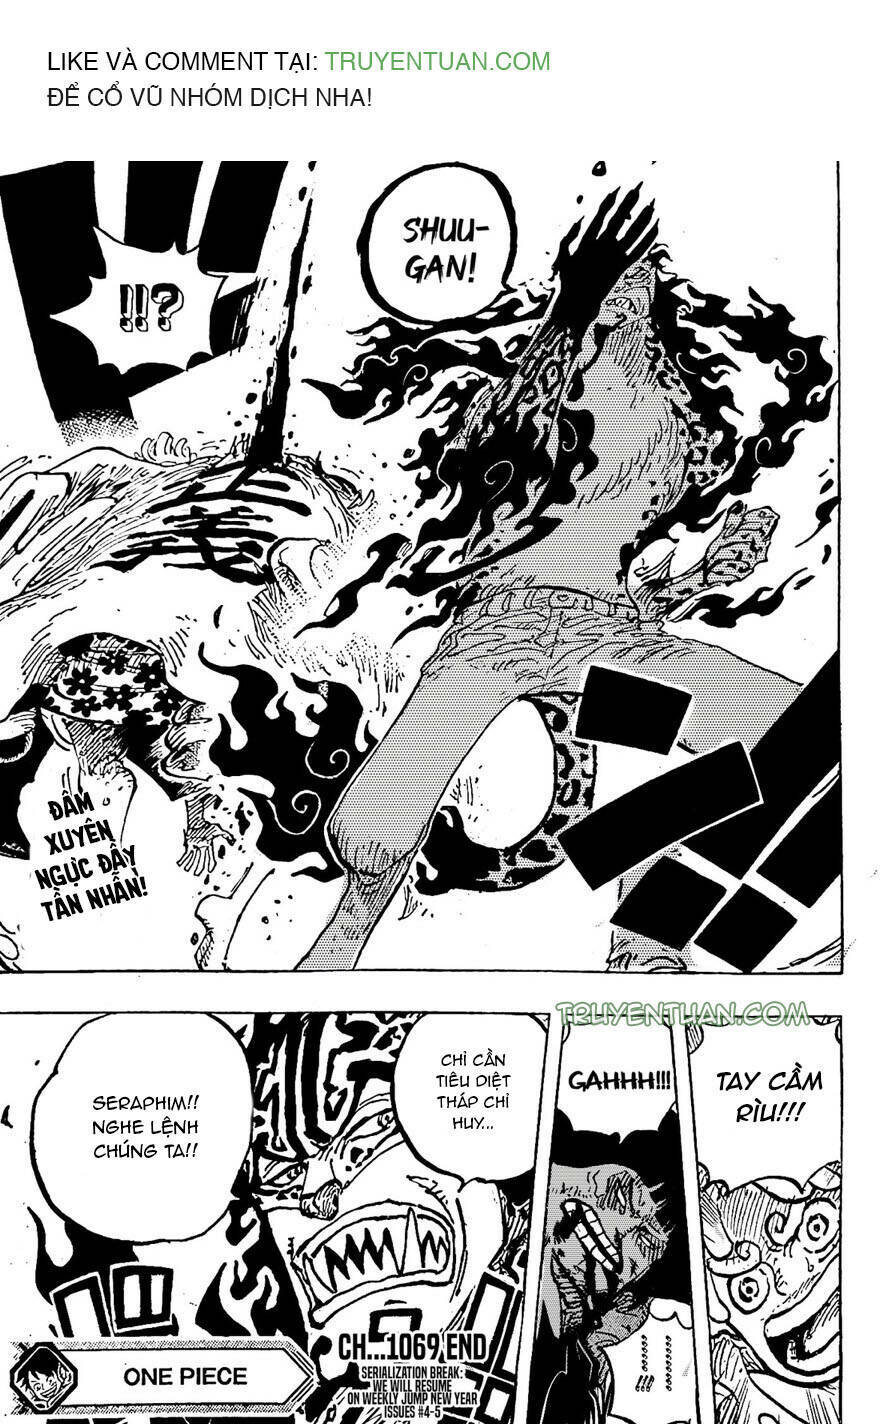 LIKE VÀ COMMENT TẠI: TRUYENTUAN.COM
ĐỂ CỔ VŨ NHÓM DỊCH NHA!
SHUU-
GAN!
!!?
ĐÂM
XUYÊN
NGỰC ĐẦY
TÀN NHẪN!
TRUYENTUAN.COM
TAY CẦM
RÌU!!!
GAHHH!!!
CHỈ CẦN
TIÊU DIỆT
THÁP CHỈ
HUY...
SERAPHIM!!
NGHE LỆNH
CHÚNG TA!!
ONE PIECE
CH...1069 END
SERIALIZATION BREAK:
WE WILL RESUME
ON WEEKLY JUMP NEW YEAR
ISSUES #4-5